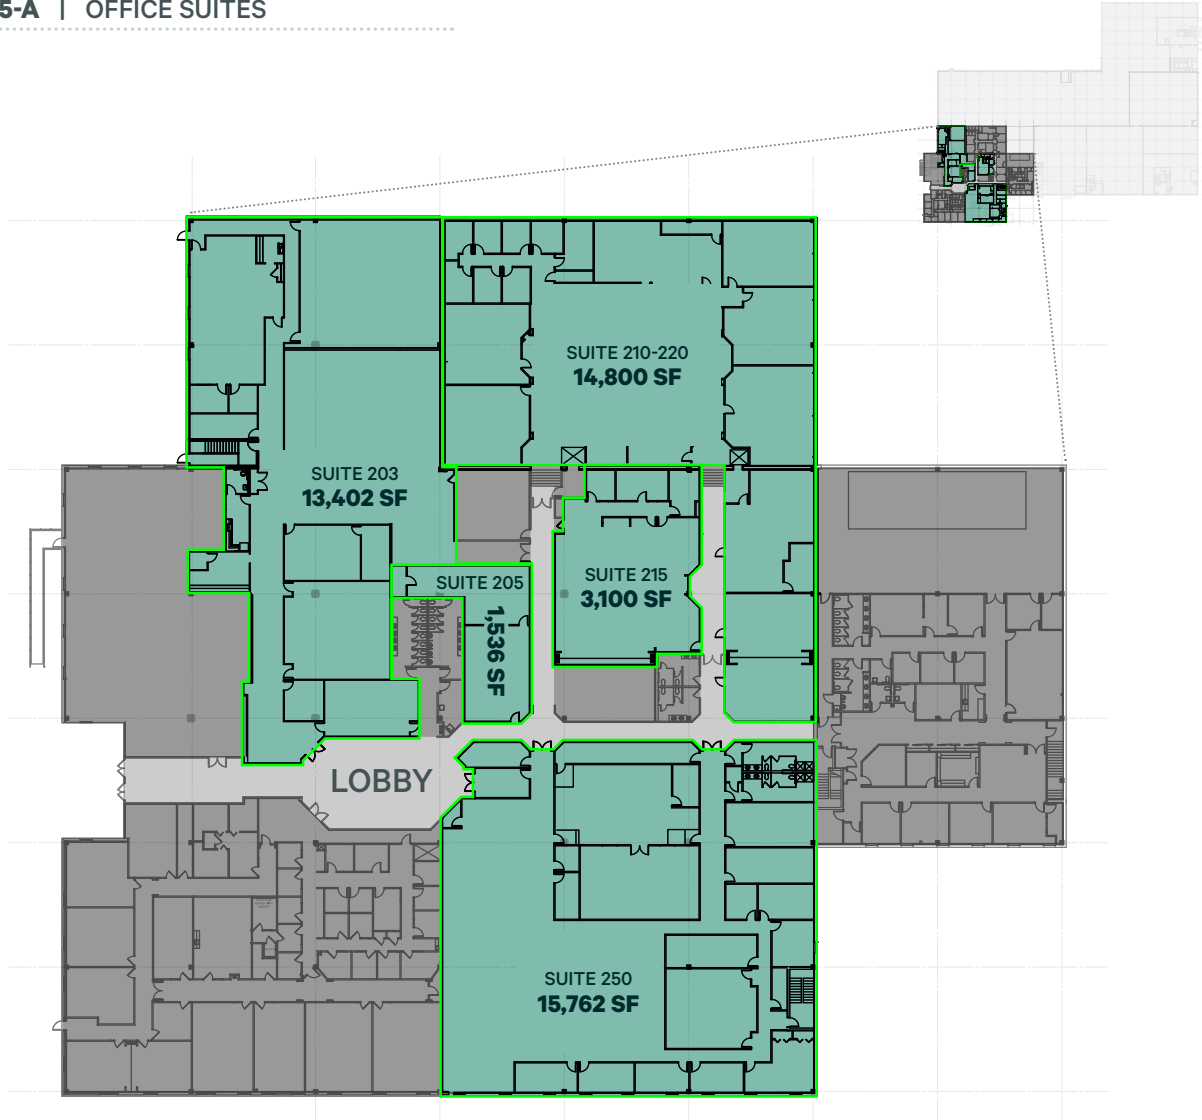 5-A | OFFICE SUITES
SUITE 210-220
14,800 SF
SUITE 203
13,402 SF
SUITE 205
1,536 SF
SUITE 215
3,100 SF
LOBBY
SUITE 250
15,762 SF